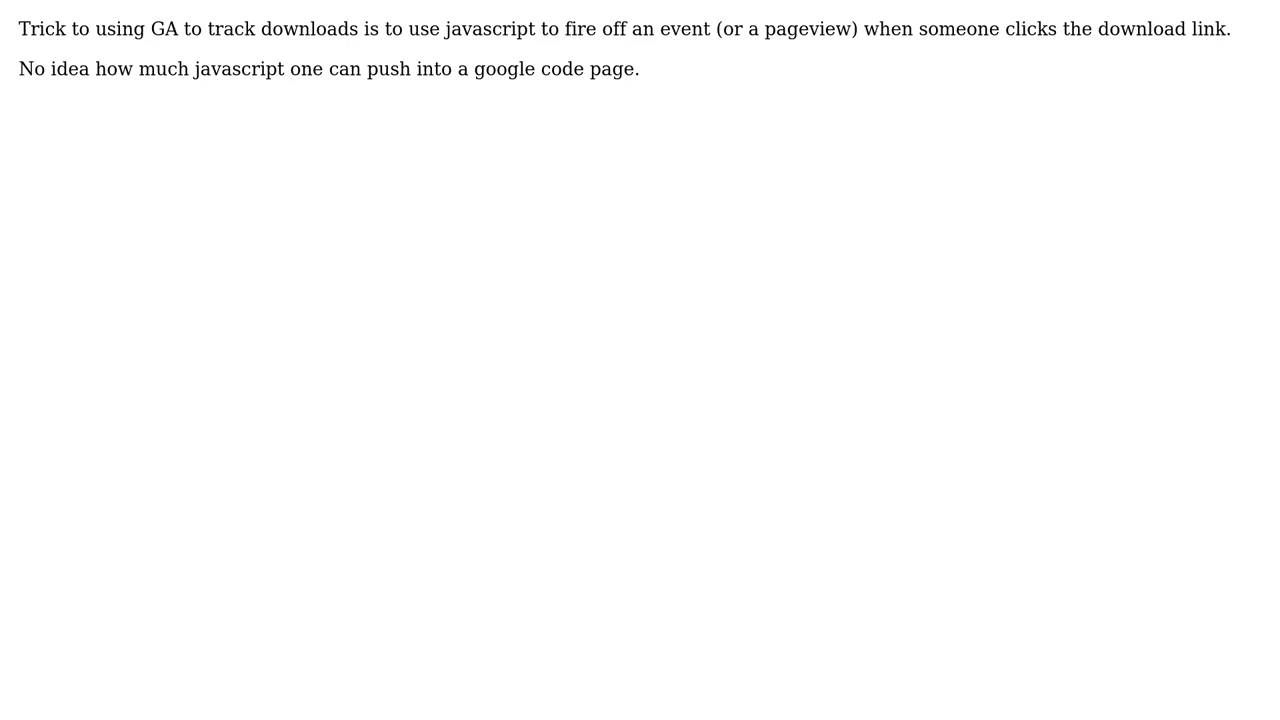 Trick to using GA to track downloads is to use javascript to fire off an event (or a pageview) when someone clicks the download link.
No idea how much javascript one can push into a google code page.